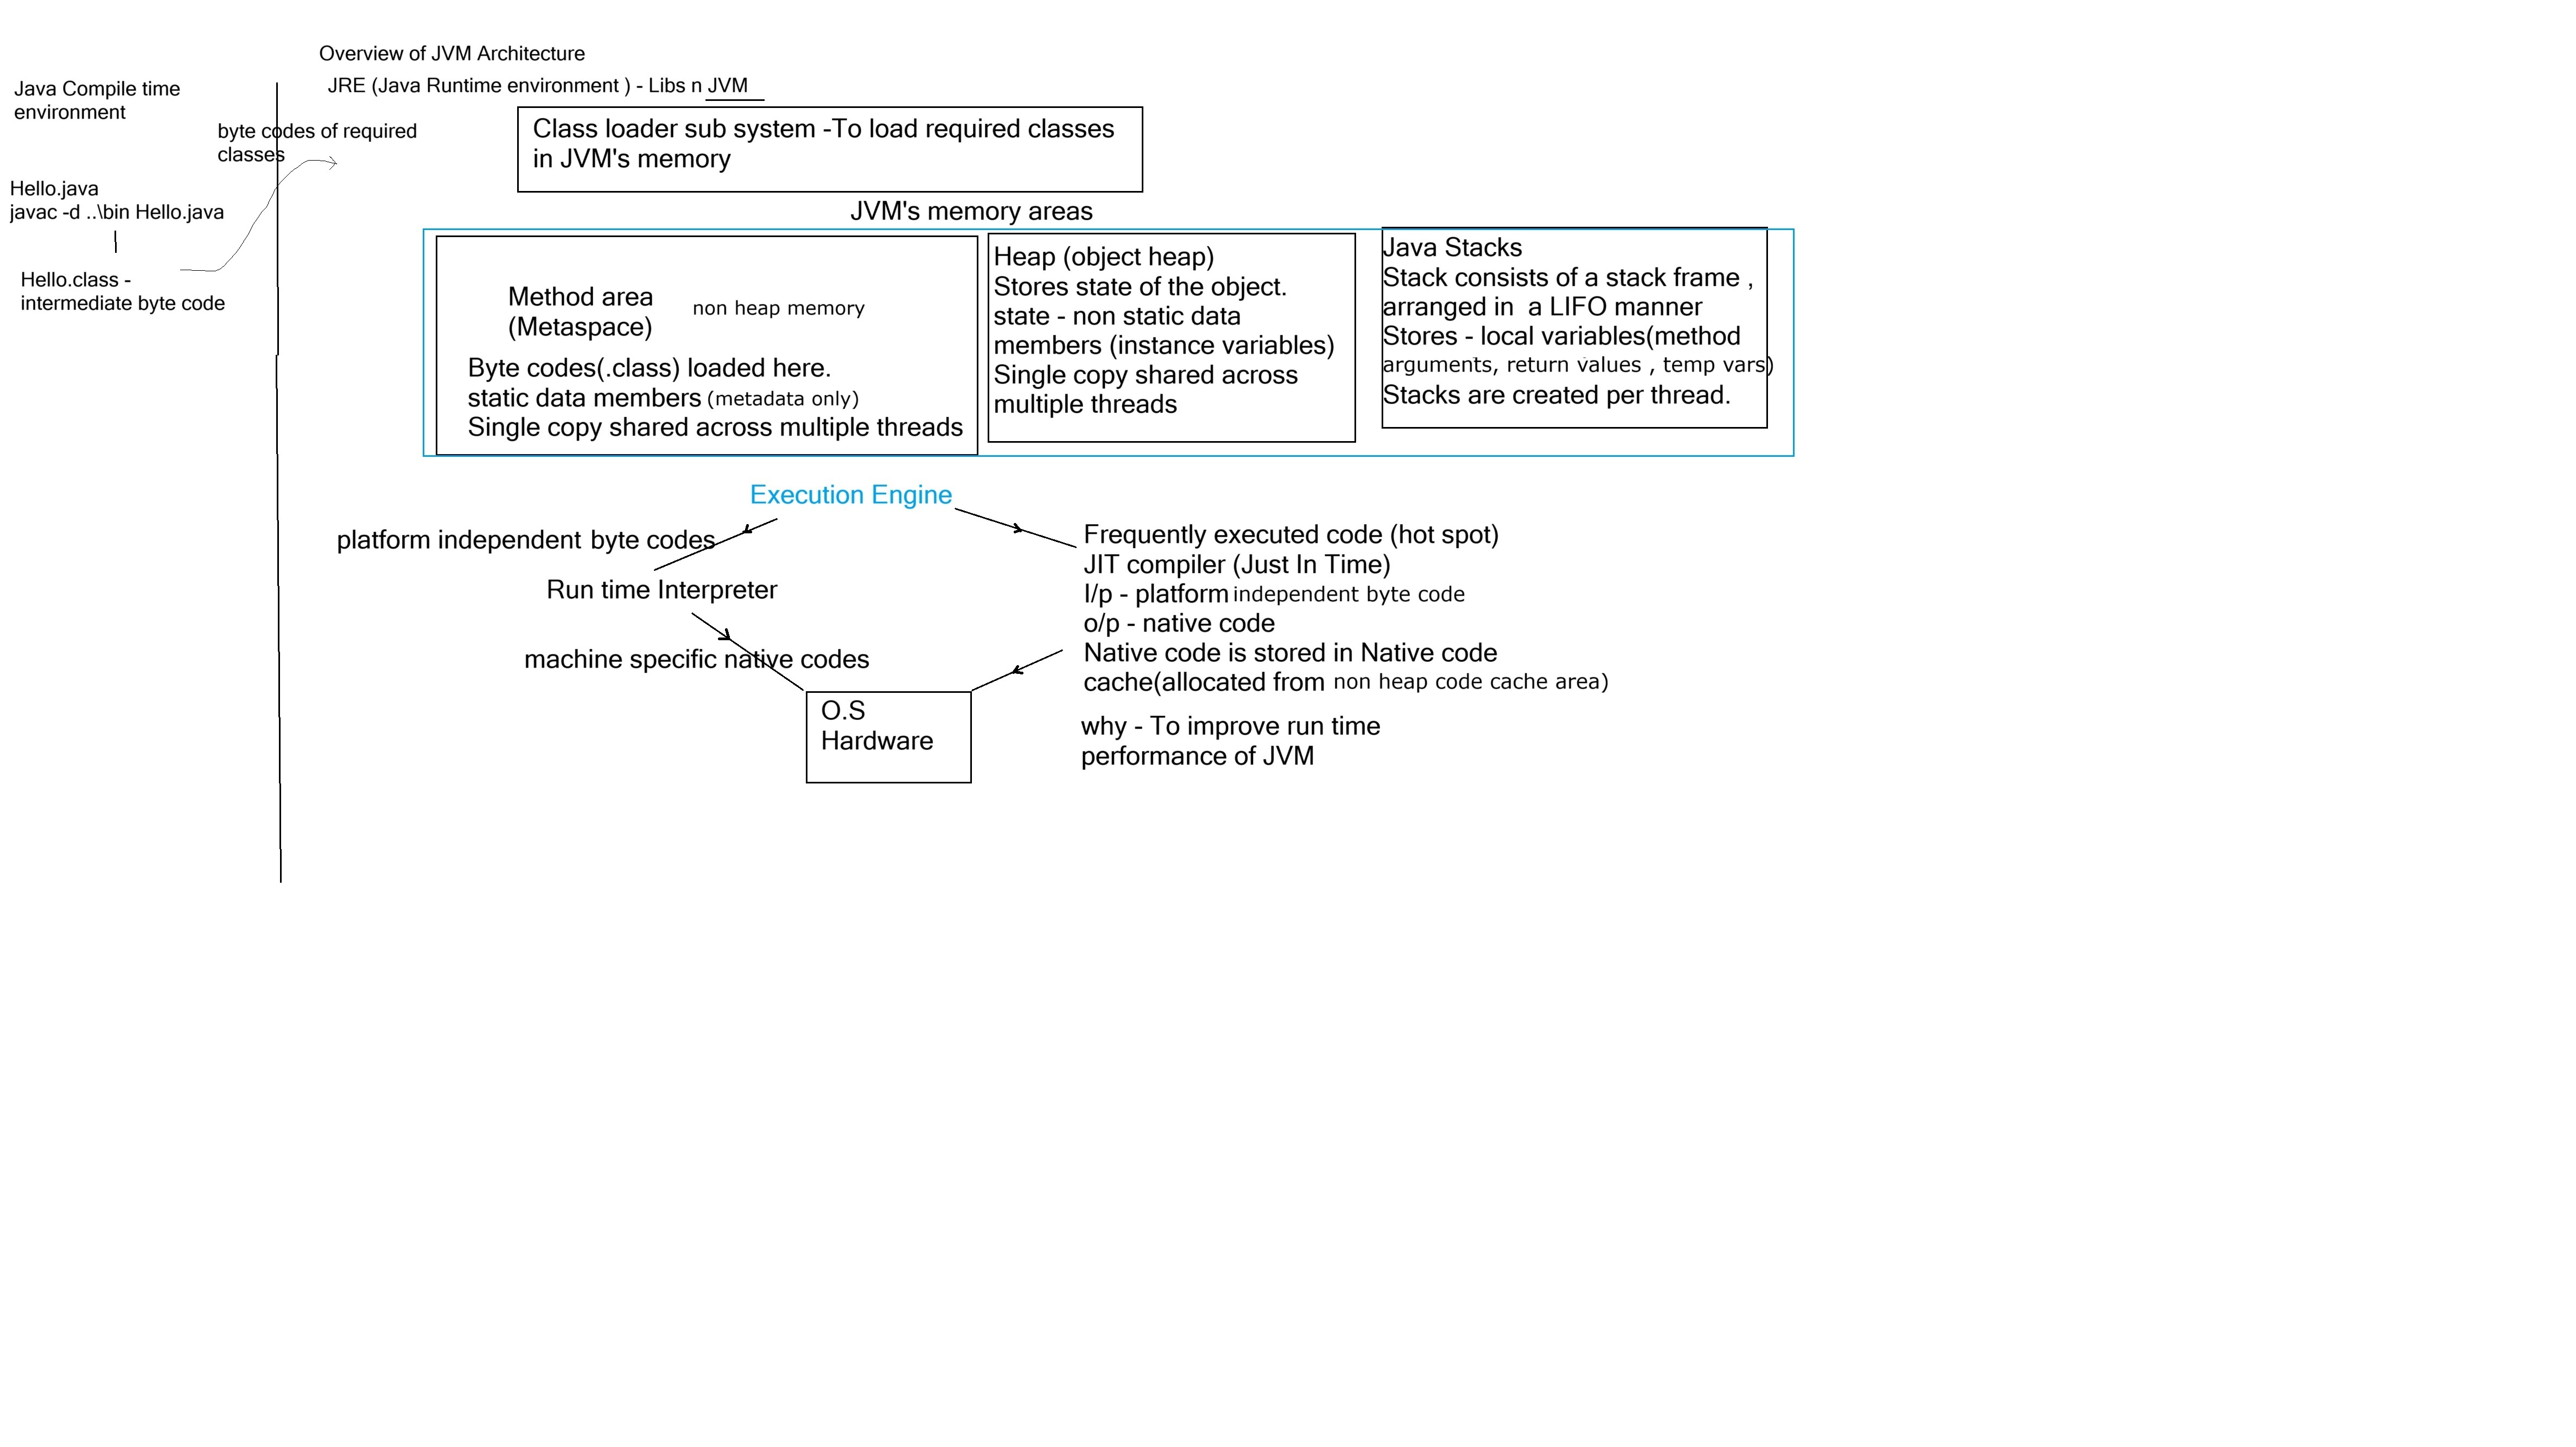 Overview of JVM Architecture
JRE (Java Runtime environment ) - Libs n JVM
Java Compile time
environment
byte codes of required
classes
Hello.java
javac -d ..\bin Hello.java
Hello.class -
intermediate byte code
Class loader sub system -To load required classes
in JVM's memory
JVM's memory areas
Method area
(Metaspace)
non heap memory
Byte codes(.class) loaded here.
static data members (metadata only)
Single copy shared across multiple threads
Heap (object heap)
Stores state of the object.
state - non static data
members (instance variables)
Single copy shared across
multiple threads
Java Stacks
Stack consists of a stack frame ,
arranged in  a LIFO manner
Stores - local variables(method
arguments, return values , temp vars)
Stacks are created per thread.
Execution Engine
platform independent byte codes
Run time Interpreter
machine specific native codes
O.S
Hardware
Frequently executed code (hot spot)
JIT compiler (Just In Time)
I/p - platform independent byte code
o/p - native code
Native code is stored in Native code
cache(allocated from non heap code cache area)
why - To improve run time
performance of JVM